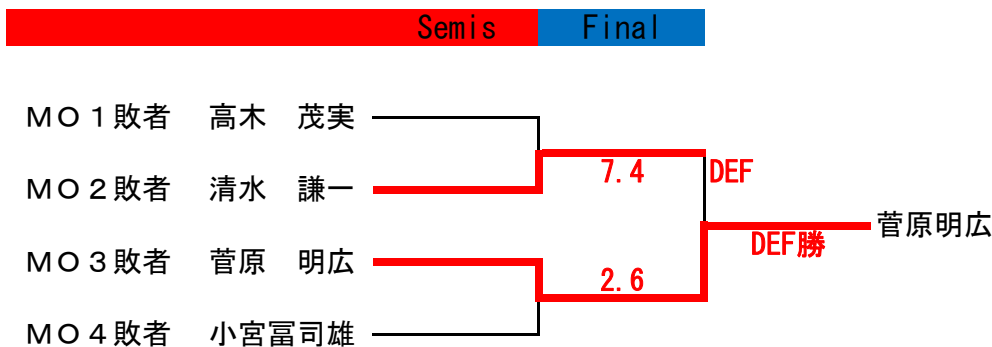 Semis Final
ＭＯ１敗者 高木 茂実
7.4 DEF
ＭＯ２敗者 清水 謙一
菅原明広
DEF勝
ＭＯ３敗者 菅原 明広
2.6
ＭＯ４敗者 小宮冨司雄